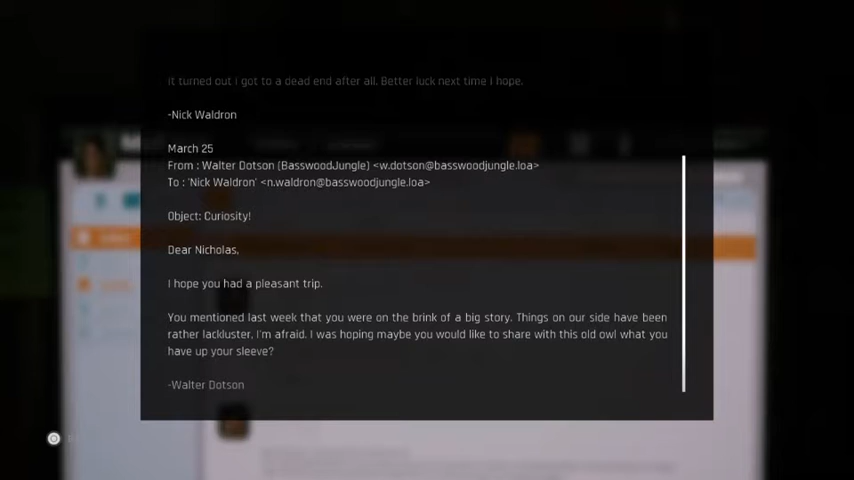 It turned out I got to a dead end after all. Better luck next time I hope.
-Nick Waldron
March 25
From : Walter Dotson (BasswoodJungle) <w.dotson@basswoodjungle.loa>
To : 'Nick Waldron' <n.waldron@basswoodjungle.loa>
Object: Curiosity!
Dear Nicholas,
I hope you had a pleasant trip.
You mentioned last week that you were on the brink of a big story. Things on our side have been
rather lackluster, I'm afraid. I was hoping maybe you would like to share with this old owl what you
have up your sleeve?
-Walter Dotson